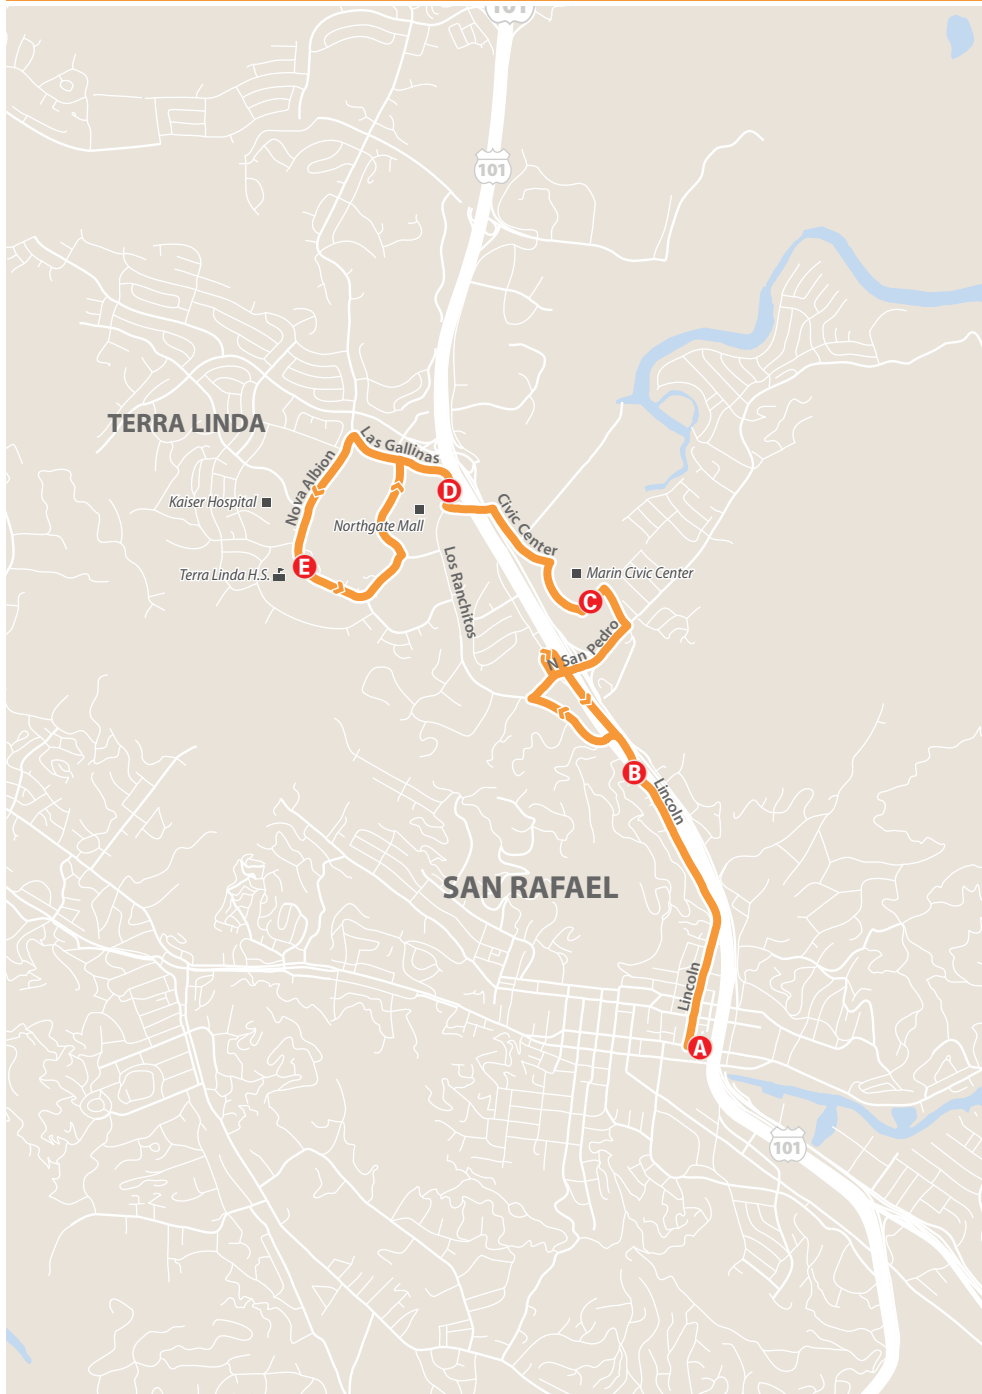 101
101
TERRA LINDA
Las Gallinas
Nova Albion
Kaiser Hospital
D
Civic Center
Northgate Mall
Los Ranchitos
Terra Linda H.S.
E
Marin Civic Center
C
N San Pedro
B
Lincoln
SAN RAFAEL
Lincoln
A
101